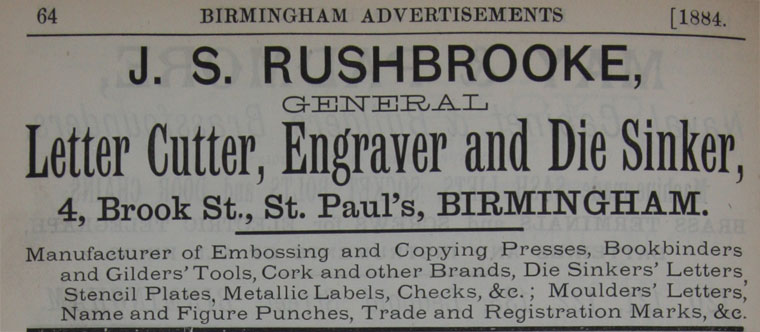 64 BIRMINGHAM ADVERTISEMENTS [1884.
J. S. RUSHBROOKE,
GENERAL
Letter Cutter, Engraver and Die Sinker,
4, Brook St., St. Paul's, BIRMINGHAM.
Manufacturer of Embossing and Copying Presses, Bookbinders
and Gilders' Tools, Cork and other Brands, Die Sinkers' Letters,
Stencil Plates, Metallic Labels, Checks, &c.; Moulders' Letters,
Name and Figure Punches, Trade and Registration Marks, &c.